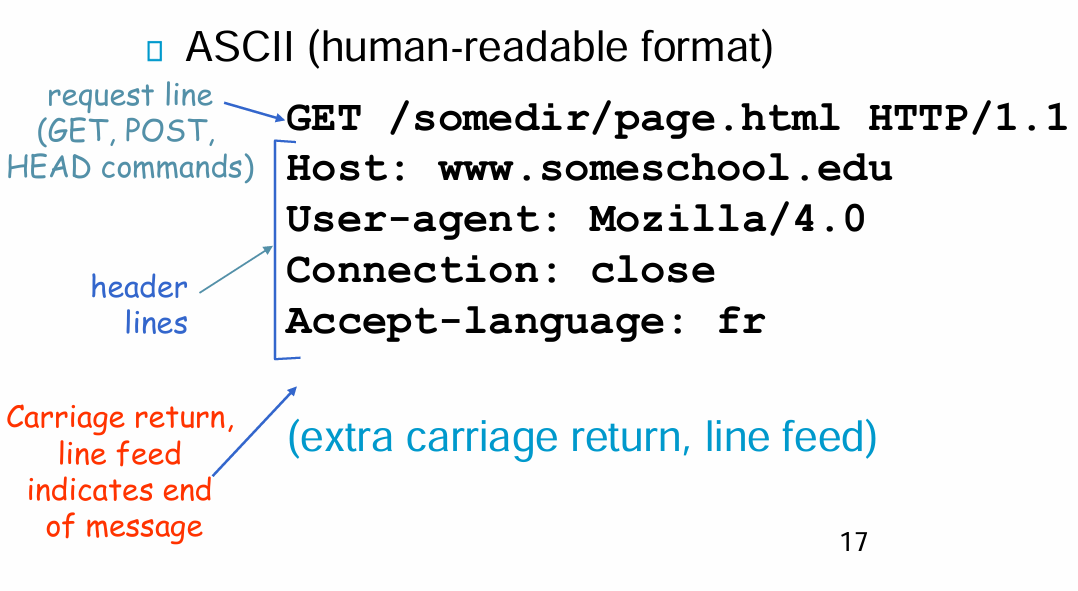 ASCII (human-readable format)
request line
(GET, POST,
HEAD commands)
GET /somedir/page.html HTTP/1.1
Host: www.someschool.edu
User-agent: Mozilla/4.0
Connection: close
Accept-language: fr
header
lines
Carriage return,
line feed
indicates end
of message
(extra carriage return, line feed)
17